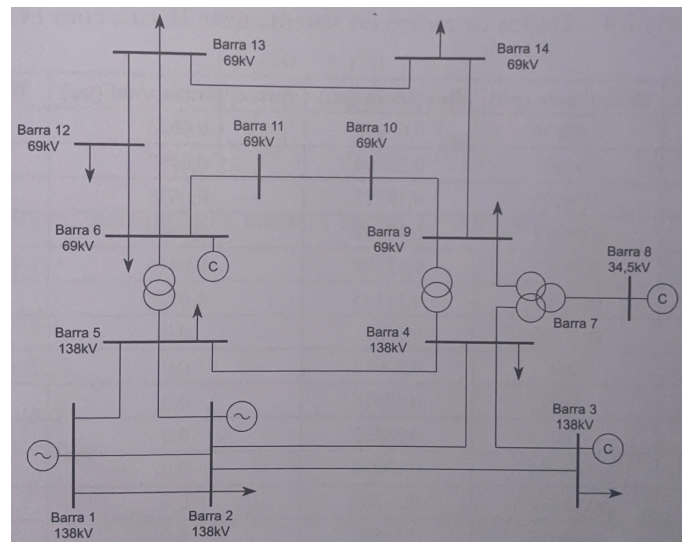 Barra 13
69kV
Barra 14
69kV
Barra 12
69kV
Barra 11
69kV
Barra 10
69kV
Barra 6
69kV
C
Barra 9
69kV
Barra 8
34,5kV
C
Barra 7
Barra 5
138kV
Barra 4
138kV
Barra 3
138kV
C
Barra 1
138kV
Barra 2
138kV